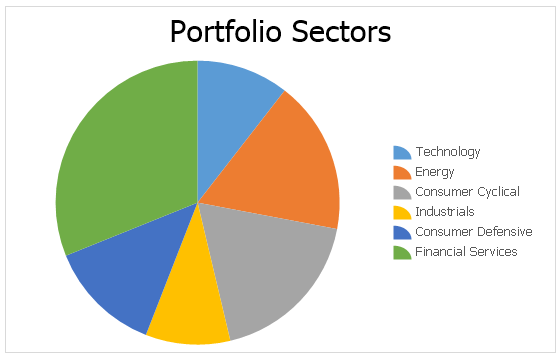 Portfolio Sectors
Technology
Energy
Consumer Cyclical
Industrials
Consumer Defensive
Financial Services